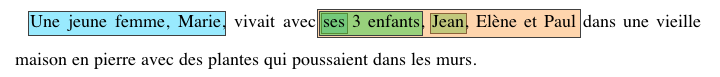 Une jeune femme, Marie, vivait avec ses 3 enfants, Jean, Elène et Paul dans une vieille
maison en pierre avec des plantes qui poussaient dans les murs.